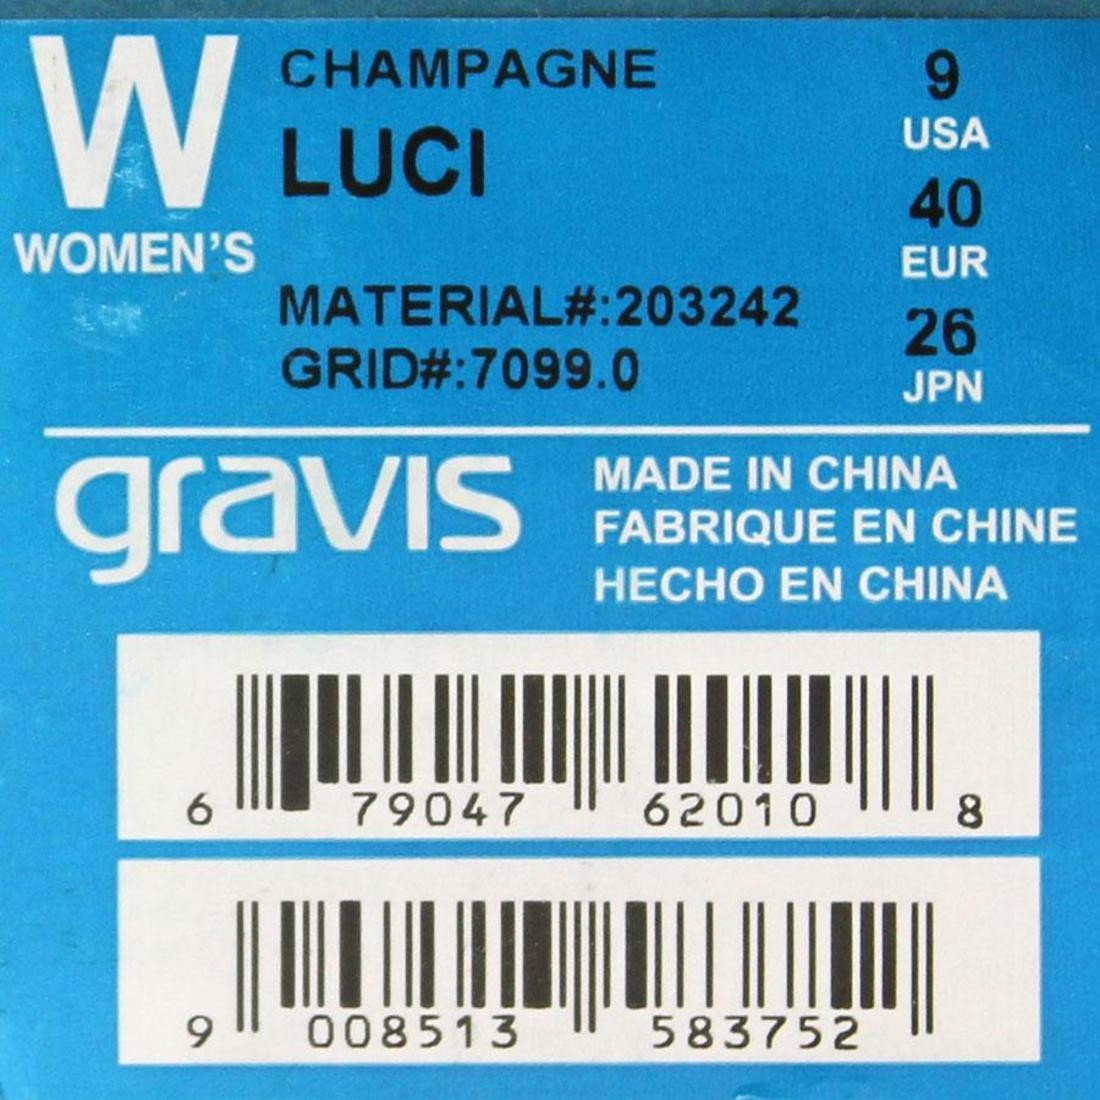 W
WOMEN'S
CHAMPAGNE
LUCI
MATERIAL#:203242
GRID#:7099.0
9
USA
40
EUR
26
JPN
gravis
MADE IN CHINA
FABRIQUE EN CHINE
HECHO EN CHINA
6 79047 62010 8
9 008513 583752